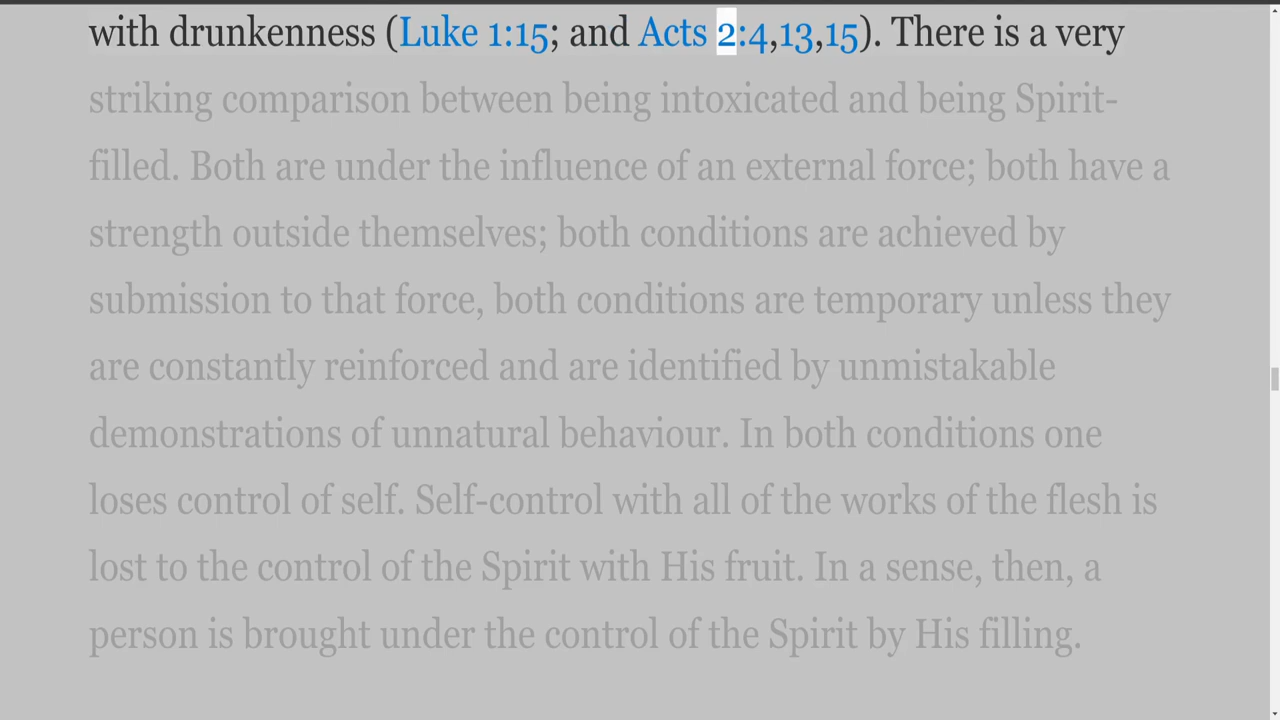 with drunkenness (Luke 1:15; and Acts 2:4,13,15). There is a very
striking comparison between being intoxicated and being Spirit-
filled. Both are under the influence of an external force; both have a
strength outside themselves; both conditions are achieved by
submission to that force, both conditions are temporary unless they
are constantly reinforced and are identified by unmistakable
demonstrations of unnatural behaviour. In both conditions one
loses control of self. Self-control with all of the works of the flesh is
lost to the control of the Spirit with His fruit. In a sense, then, a
person is brought under the control of the Spirit by His filling.